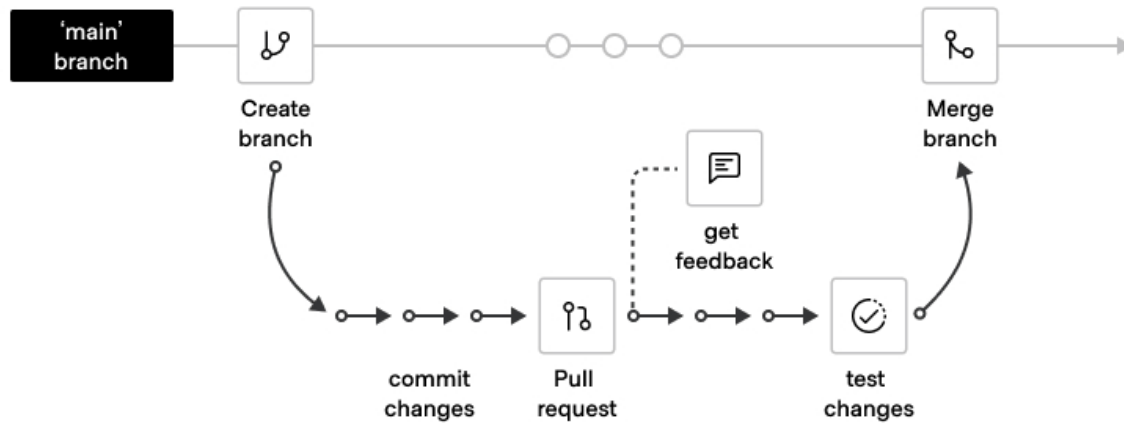 ‘main’
branch
Create
branch
Merge
branch
get
feedback
commit
changes
Pull
request
test
changes